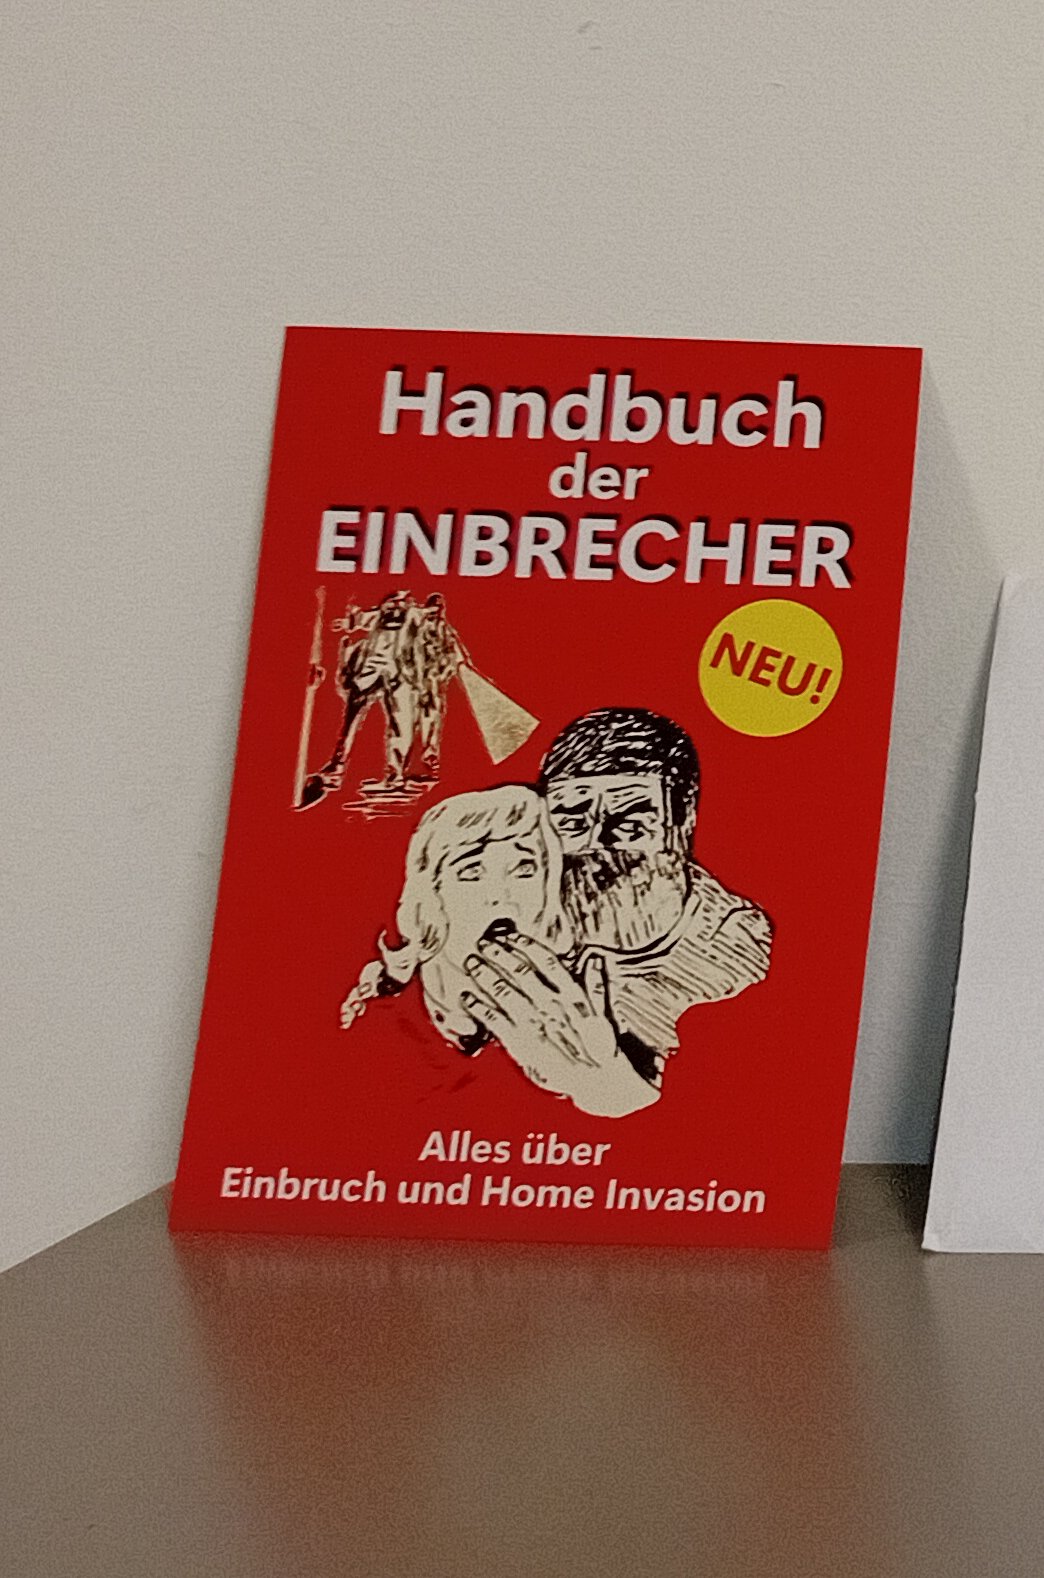 Handbuch
der
EINBRECHER
NEU!
Alles über
Einbruch und Home Invasion